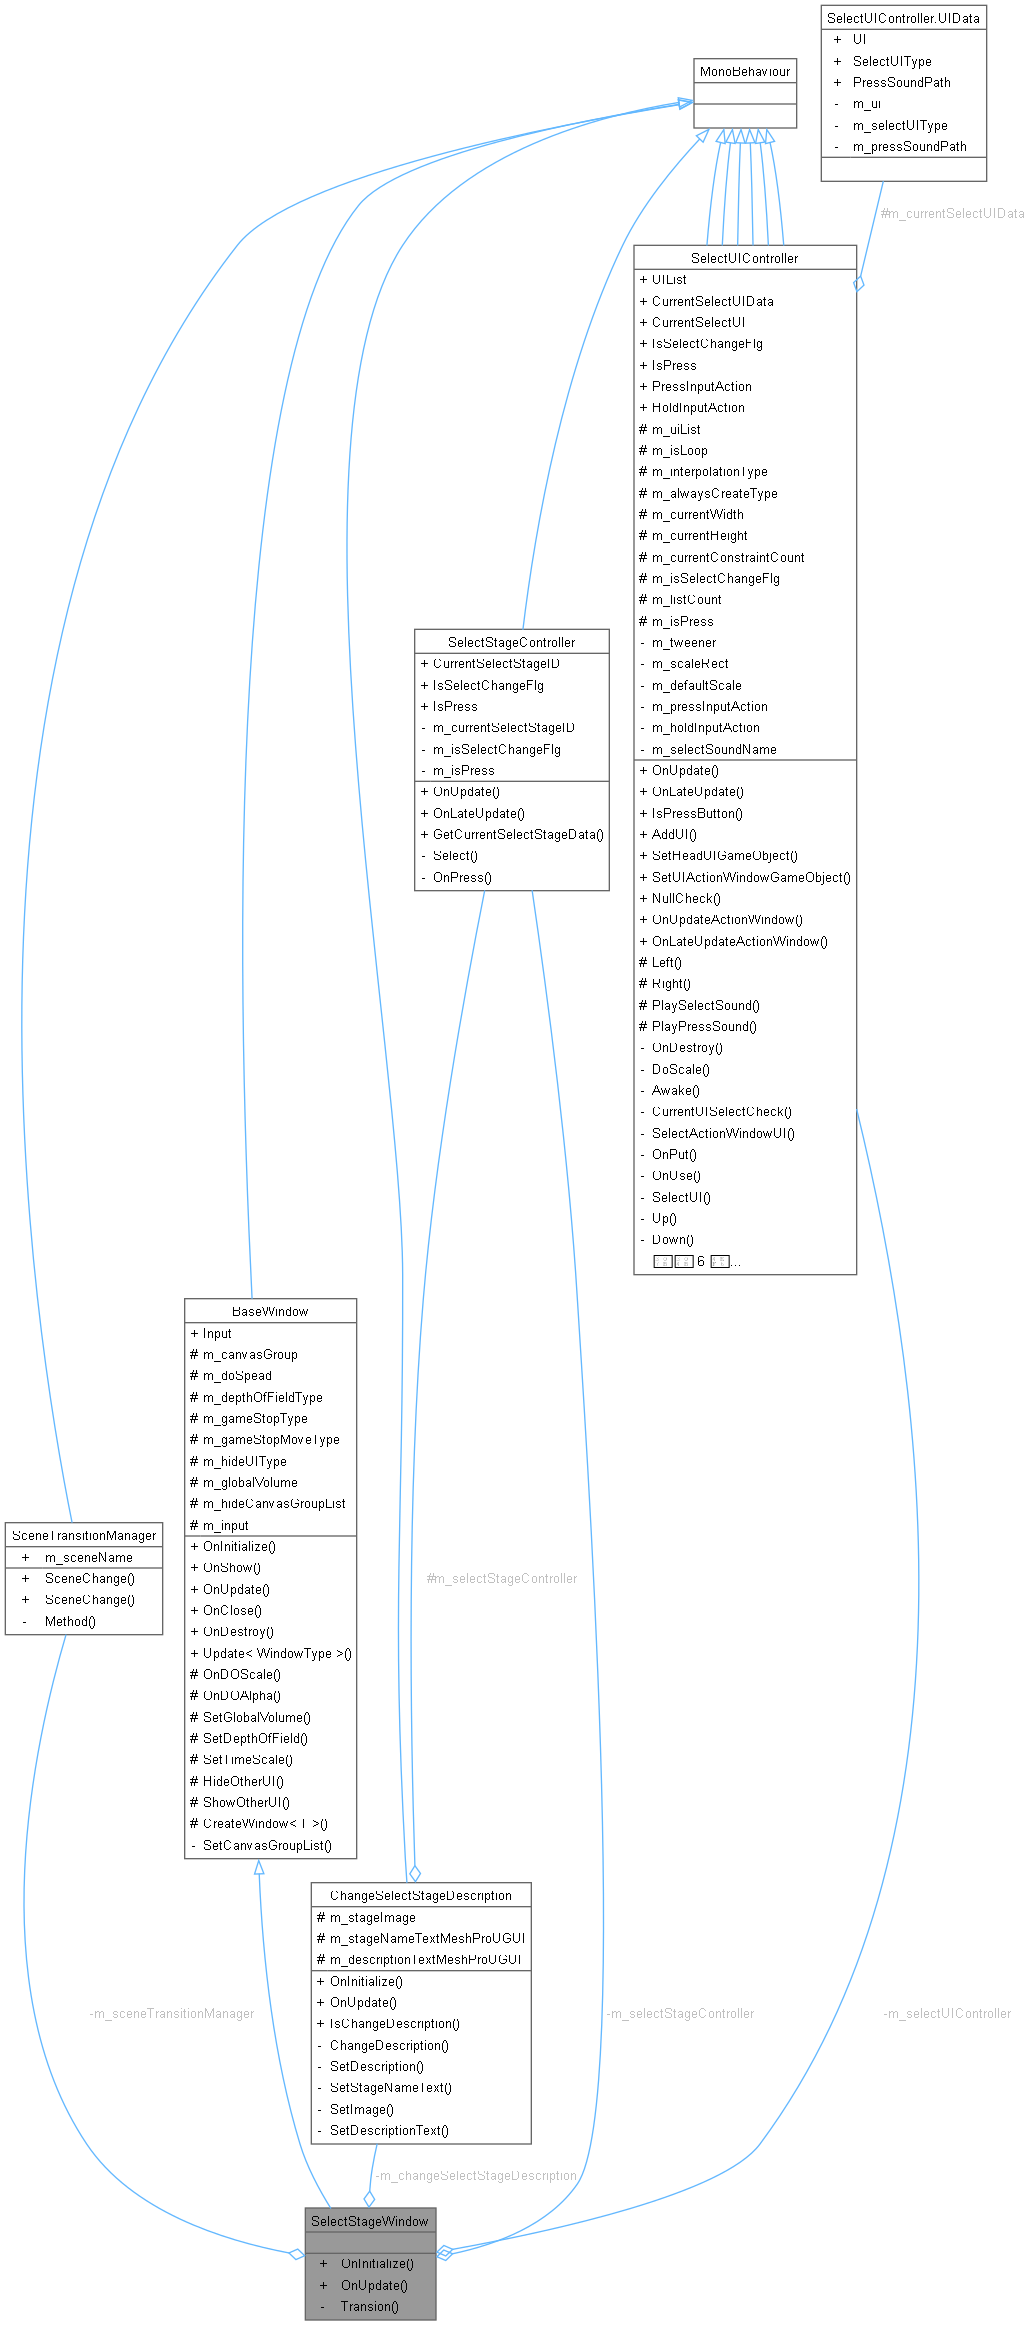 SelectUIController.UIData
+ UI
+ SelectUIType
+ PressSoundPath
- m_ui
- m_selectUIType
- m_pressSoundPath
MonoBehaviour
#m_currentSelectUIData
SelectUIController
+ UIList
+ CurrentSelectUIData
+ CurrentSelectUI
+ IsSelectChangeFlg
+ IsPress
+ PressInputAction
+ HoldInputAction
# m_uiList
# m_isLoop
# m_interpolationType
# m_alwaysCreateType
# m_currentWidth
# m_currentHeight
# m_currentConstraintCount
# m_isSelectChangeFlg
# m_listCount
# m_isPress
- m_tweener
- m_scaleRect
- m_defaultScale
- m_pressInputAction
- m_holdInputAction
- m_selectSoundName
+ OnUpdate()
+ OnLateUpdate()
+ IsPressButton()
+ AddUI()
+ SetHeadUIGameObject()
+ SetUIActionWindowGameObject()
+ NullCheck()
+ OnUpdateActionWindow()
+ OnLateUpdateActionWindow()
# Left()
# Right()
# PlaySelectSound()
# PlayPressSound()
- OnDestroy()
- DoScale()
- Awake()
- CurrentUISelectCheck()
- SelectActionWindowUI()
- OnPut()
- OnUse()
- SelectUI()
- Up()
- Down()
6 ...
SelectStageController
+ CurrentSelectStageID
+ IsSelectChangeFlg
+ IsPress
- m_currentSelectStageID
- m_isSelectChangeFlg
- m_isPress
+ OnUpdate()
+ OnLateUpdate()
+ GetCurrentSelectStageData()
- Select()
- OnPress()
BaseWindow
+ Input
# m_canvasGroup
# m_doSpead
# m_depthOfFieldType
# m_gameStopType
# m_gameStopMoveType
# m_hideUIType
# m_globalVolume
# m_hideCanvasGroupList
# m_input
+ OnInitialize()
+ OnShow()
+ OnUpdate()
+ OnClose()
+ OnDestroy()
+ Update< WindowType >()
# OnDOScale()
# OnDOAlpha()
# SetGlobalVolume()
# SetDepthOfField()
# SetTimeScale()
# HideOtherUI()
# ShowOtherUI()
# CreateWindow< T >()
- SetCanvasGroupList()
SceneTransitionManager
+ m_sceneName
+ SceneChange()
+ SceneChange()
- Method()
#m_selectStageController
ChangeSelectStageDescription
# m_stageImage
# m_stageNameTextMeshProUGUI
# m_descriptionTextMeshProUGUI
+ OnInitialize()
+ OnUpdate()
+ IsChangeDescription()
- ChangeDescription()
- SetDescription()
- SetStageNameText()
- SetImage()
- SetDescriptionText()
-m_sceneTransitionManager
-m_selectStageController
-m_selectUIController
-m_changeSelectStageDescription
SelectStageWindow
+ OnInitialize()
+ OnUpdate()
- Transion()